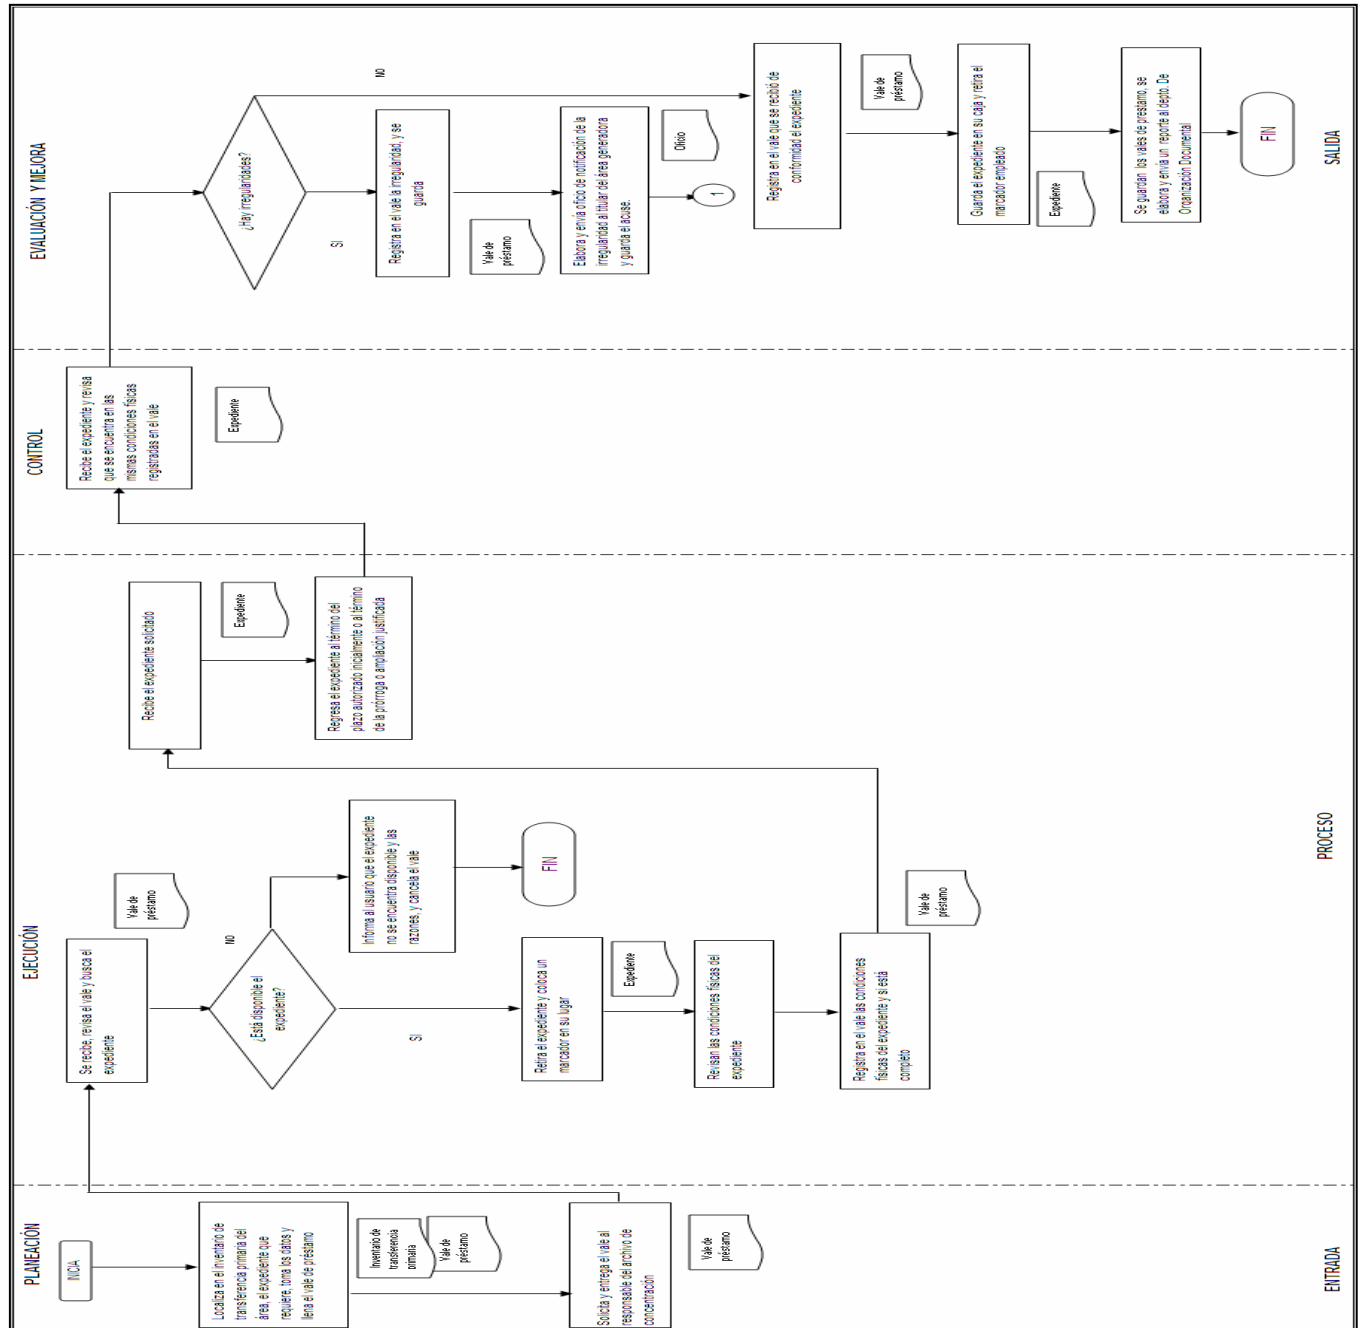 PLANEACIÓN
INICIA
Localiza en el inventario de
transferencia primaria del
área, el expediente que
requiere, toma los datos y
llena el vale de préstamo
Inventario de
transferencia
primaria
Vale de
préstamo
Solicita y entrega el vale al
responsable del archivo de
concentración
Vale de
préstamo
ENTRADA
EJECUCIÓN
Se recibe, revisa el vale y busca el
expediente
Vale de
préstamo
¿Está disponible el
expediente?
NO
Informa al usuario que el expediente
no se encuentra disponible y las
razones, y cancela el vale
FIN
SI
Retira el expediente y coloca un
marcador en su lugar
Expediente
Revisan las condiciones físicas del
expediente
Registra en el vale las condiciones
físicas del expediente y si está
completo
Vale de
préstamo
Recibe el expediente solicitado
Expediente
Regresa el expediente al término del
plazo autorizado inicialmente o al término
de la prórroga o ampliación justificada
PROCESO
CONTROL
Recibe el expediente y revisa
que se encuentra en las
mismas condiciones físicas
registradas en el vale
Expediente
EVALUACIÓN Y MEJORA
¿Hay irregularidades?
NO
SI
Registra en el vale la irregularidad, y se
guarda
Vale de
préstamo
Elabora y envía oficio de notificación de la
irregularidad al titular del área generadora
y guarda el acuse.
Oficio
1
Registra en el vale que se recibió de
conformidad el expediente
Vale de
préstamo
Guarda el expediente en su caja y retira el
marcador empleado
Expediente
Se guardan los vales de préstamo, se
elabora y envía un reporte al depto. De
Organización Documental
FIN
SALIDA